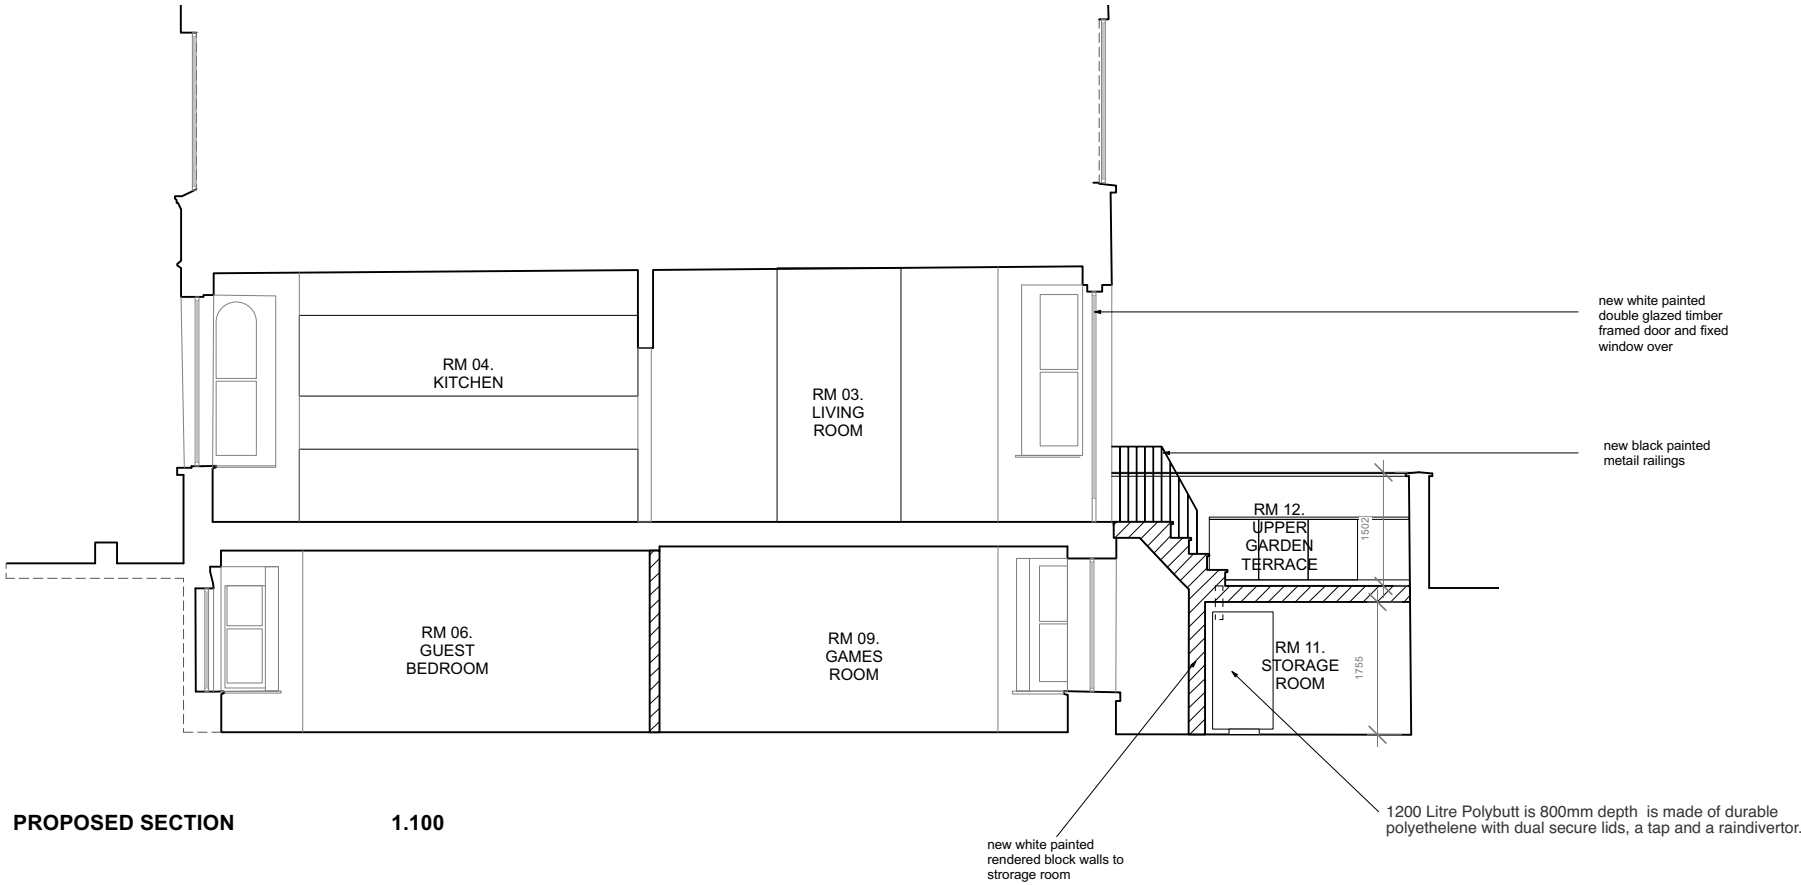 new white painted
double glazed timber
framed door and fixed
window over
RM 04.
KITCHEN
RM 03.
LIVING
ROOM
new black painted
metail railings
RM 12.
UPPER
GARDEN
TERRACE
1502
RM 06.
GUEST
BEDROOM
RM 09.
GAMES
ROOM
RM 11.
STORAGE
ROOM
1755
PROPOSED SECTION 1.100
1200 Litre Polybutt is 800mm depth is made of durable
polyethelene with dual secure lids, a tap and a raindivertor.
new white painted
rendered block walls to
strorage room